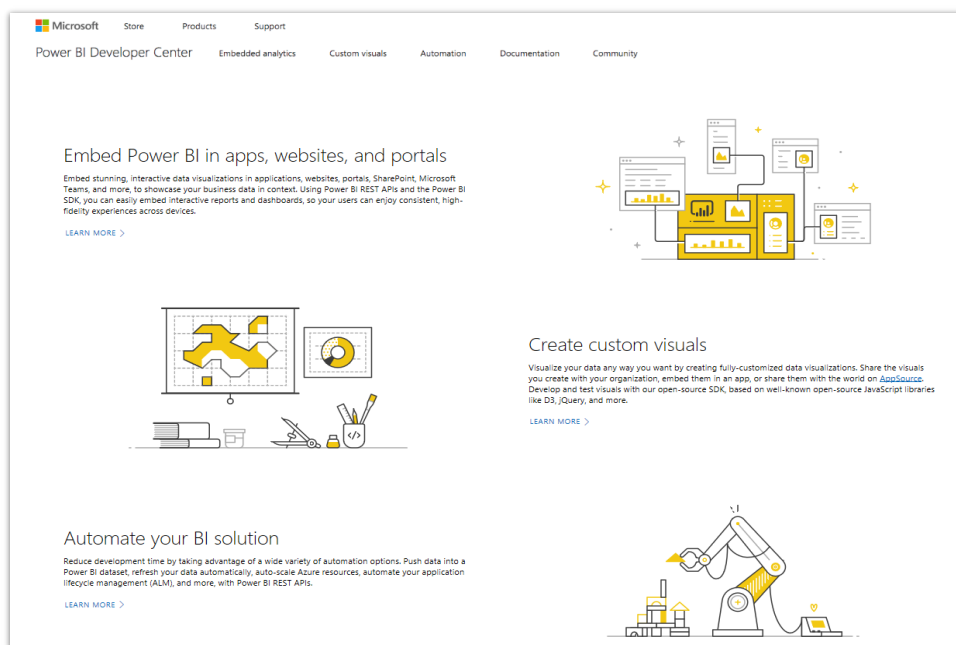 Microsoft Store Products Support
Power BI Developer Center Embedded analytics Custom visuals Automation Documentation Community
Embed Power BI in apps, websites, and portals
Embed stunning, interactive data visualizations in applications, websites, portals, SharePoint, Microsoft
Teams, and more, to showcase your business data in context. Using Power BI REST APIs and the Power BI
SDK, you can easily embed interactive reports and dashboards, so your users can enjoy consistent, high-
fidelity experiences across devices.
LEARN MORE >
Create custom visuals
Visualize your data any way you want by creating fully-customized data visualizations. Share the visuals
you create with your organization, embed them in an app, or share them with the world on AppSource.
Develop and test visuals with our open-source SDK, based on well-known open-source JavaScript libraries
like D3, jQuery, and more.
LEARN MORE >
</>
Automate your BI solution
Reduce development time by taking advantage of a wide variety of automation options. Push data into a
Power BI dataset, refresh your data automatically, auto-scale Azure resources, automate your application
lifecycle management (ALM), and more, with Power BI REST APIs.
LEARN MORE >